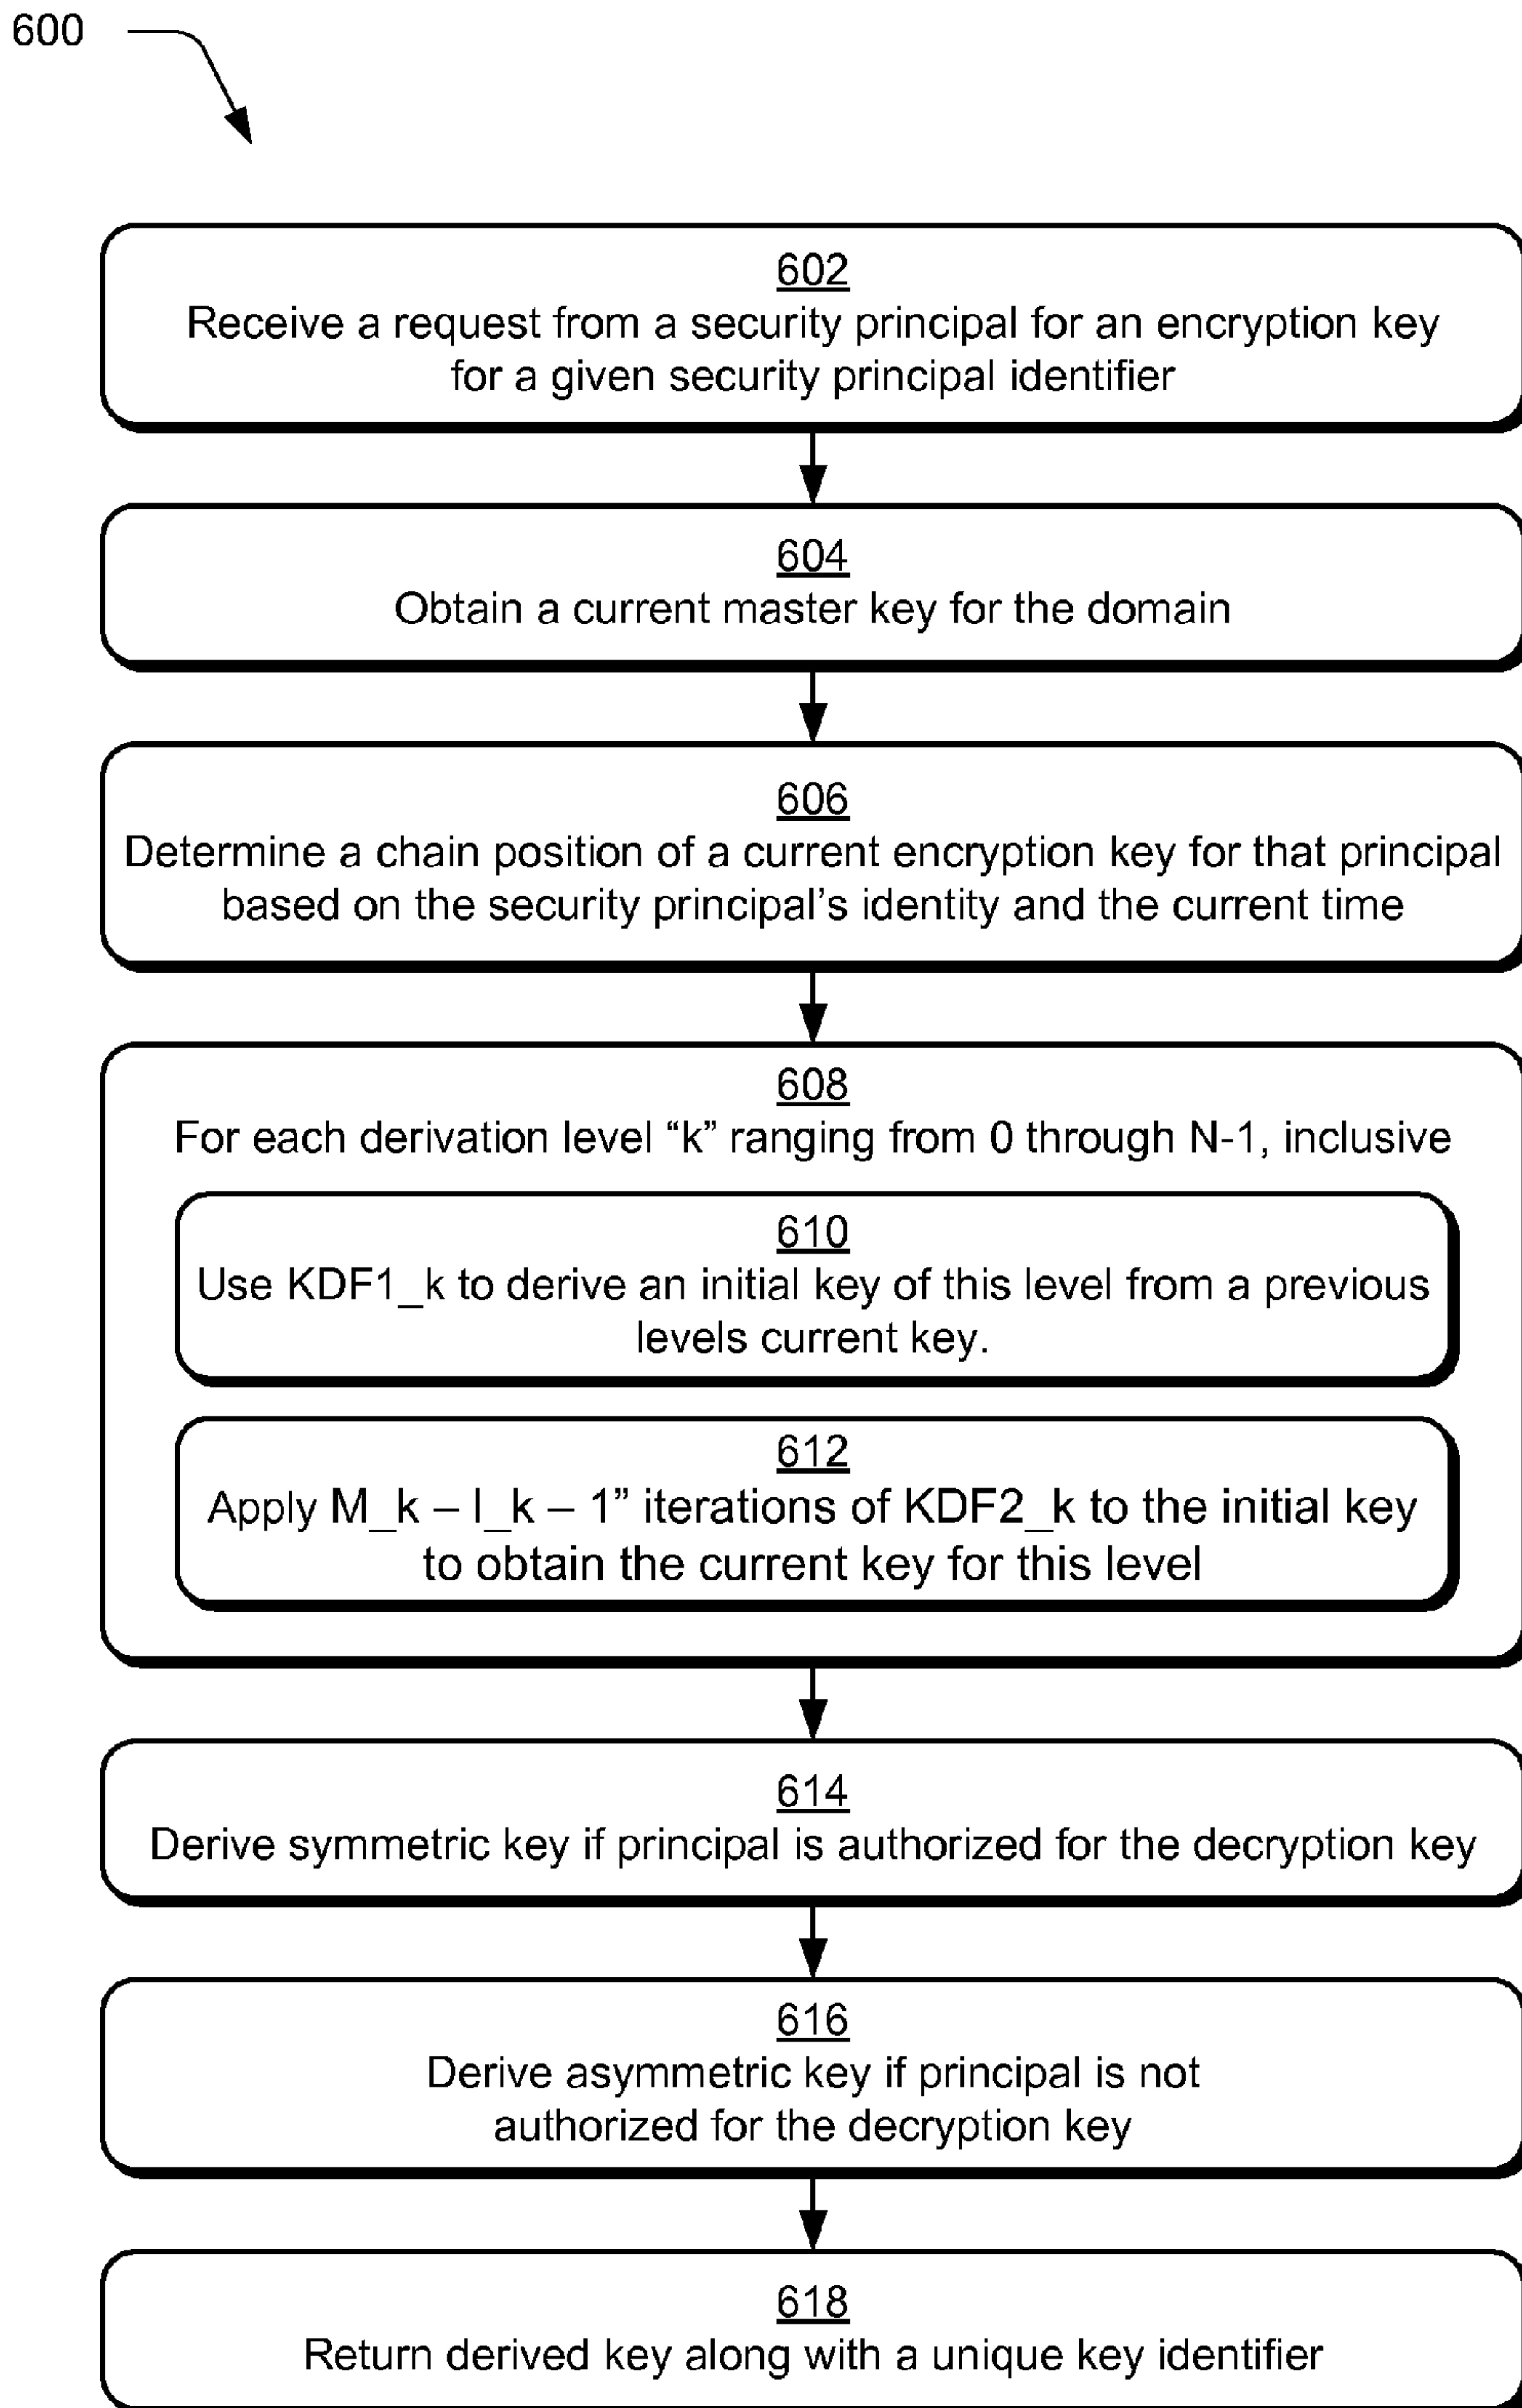 600
602
Receive a request from a security principal for an encryption key
for a given security principal identifier
604
Obtain a current master key for the domain
606
Determine a chain position of a current encryption key for that principal
based on the security principal's identity and the current time
608
For each derivation level “k” ranging from 0 through N-1, inclusive
610
Use KDF1_k to derive an initial key of this level from a previous
levels current key.
612
Apply M_k – I_k – 1” iterations of KDF2_k to the initial key
to obtain the current key for this level
614
Derive symmetric key if principal is authorized for the decryption key
616
Derive asymmetric key if principal is not
authorized for the decryption key
618
Return derived key along with a unique key identifier